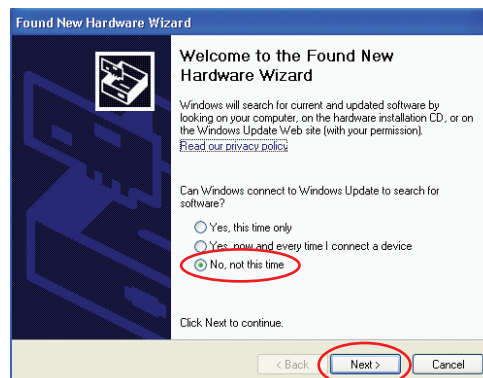 Found New Hardware Wizard
Welcome to the Found New
Hardware Wizard
Windows will search for current and updated software by
looking on your computer, on the hardware installation CD, or on
the Windows Update Web site (with your permission).
Read our privacy policy
Can Windows connect to Windows Update to search for
software?
Yes, this time only
Yes, now and every time I connect a device
No, not this time
Click Next to continue.
< Back
Next >
Cancel